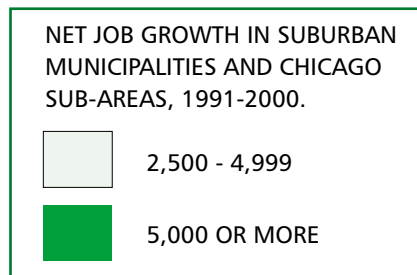 NET JOB GROWTH IN SUBURBAN
MUNICIPALITIES AND CHICAGO
SUB-AREAS, 1991-2000.
2,500 - 4,999
5,000 OR MORE